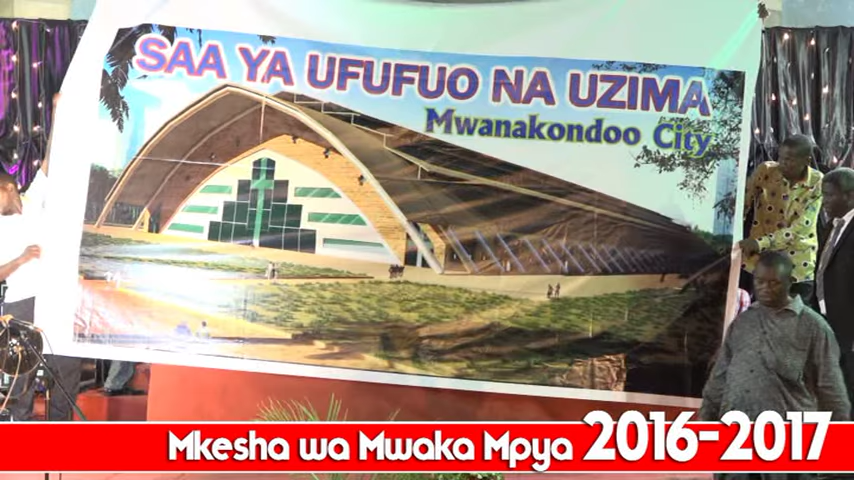 SAA YA UFUFUO NA UZIMA
Mwanakondoo City
Mkesha wa Mwaka Mpya 2016-2017